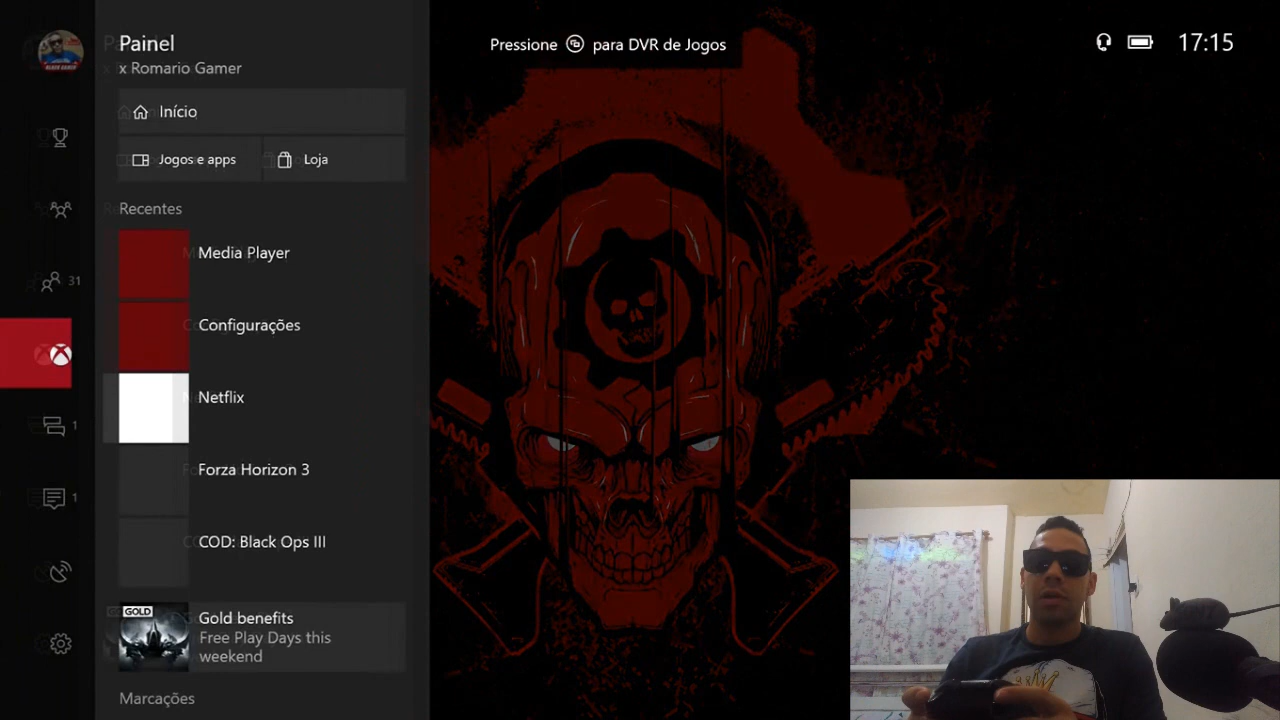 Painel
x Romario Gamer
Pressione para DVR de Jogos
17:15
Início
Jogos e apps
Loja
Recentes
Media Player
31
Configurações
Netflix
1
Forza Horizon 3
1
COD: Black Ops III
GOLD
Gold benefits
Free Play Days this
weekend
Marcações